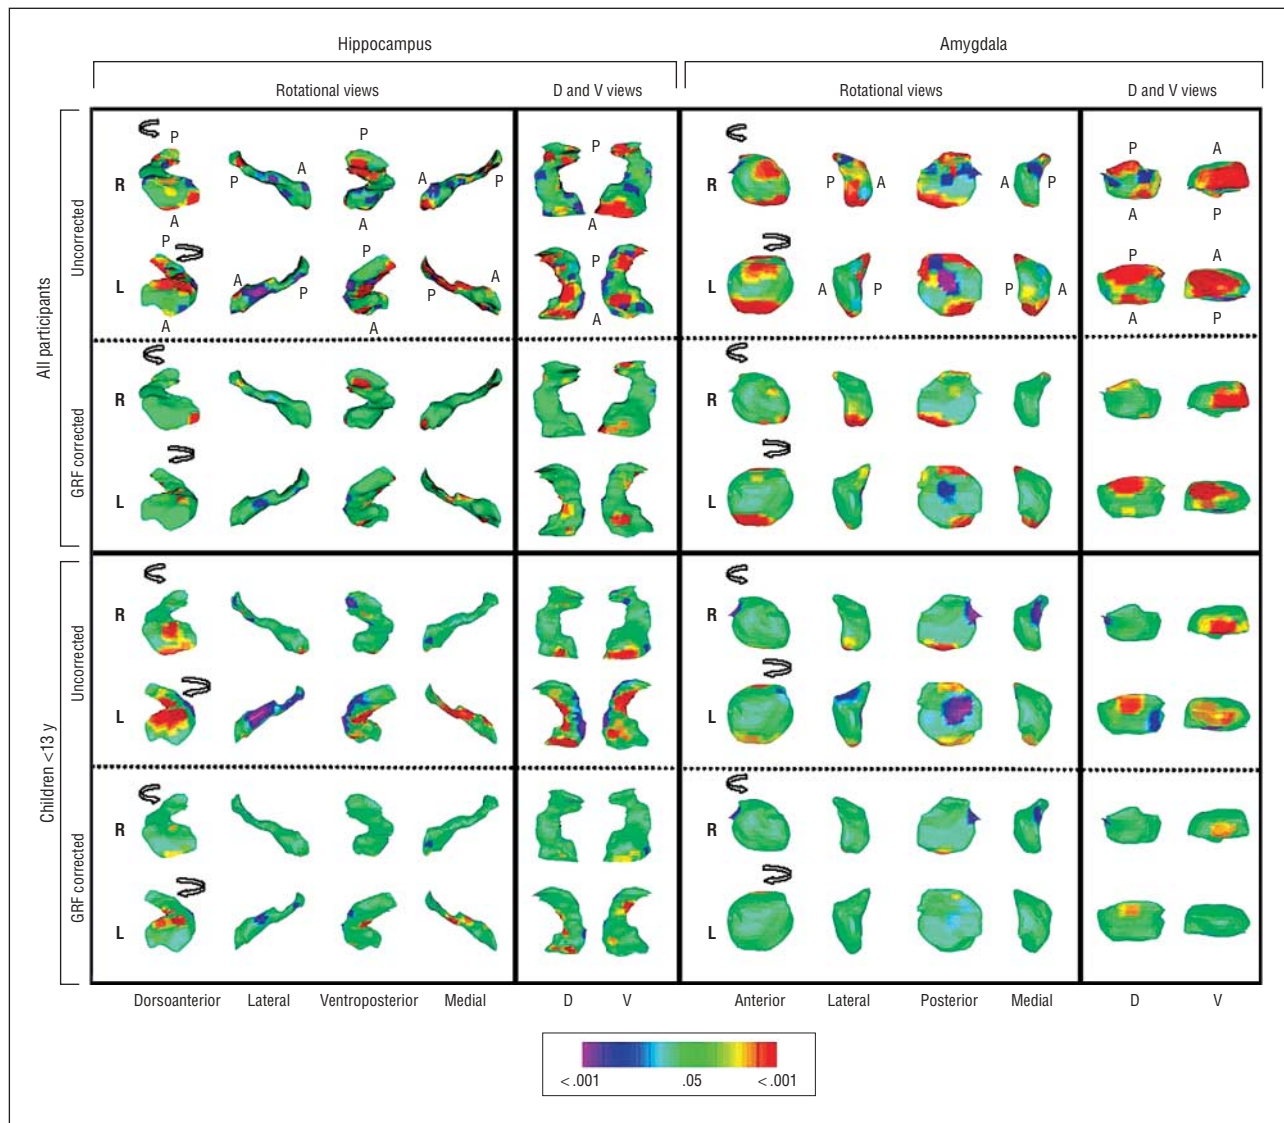 Hippocampus Amygdala
Rotational views D and V views Rotational views D and V views
All participants
Uncorrected
P P P P A
R P A A P P A A P R
A A A A P
P P P A
L A P P A P L A P P A
A A A A P
GRF corrected
R R
L L
Children <13 y
Uncorrected
R R
L L
GRF corrected
R R
L L
Dorsoanterior Lateral Ventroposterior Medial D V Anterior Lateral Posterior Medial D V
<.001 .05 <.001